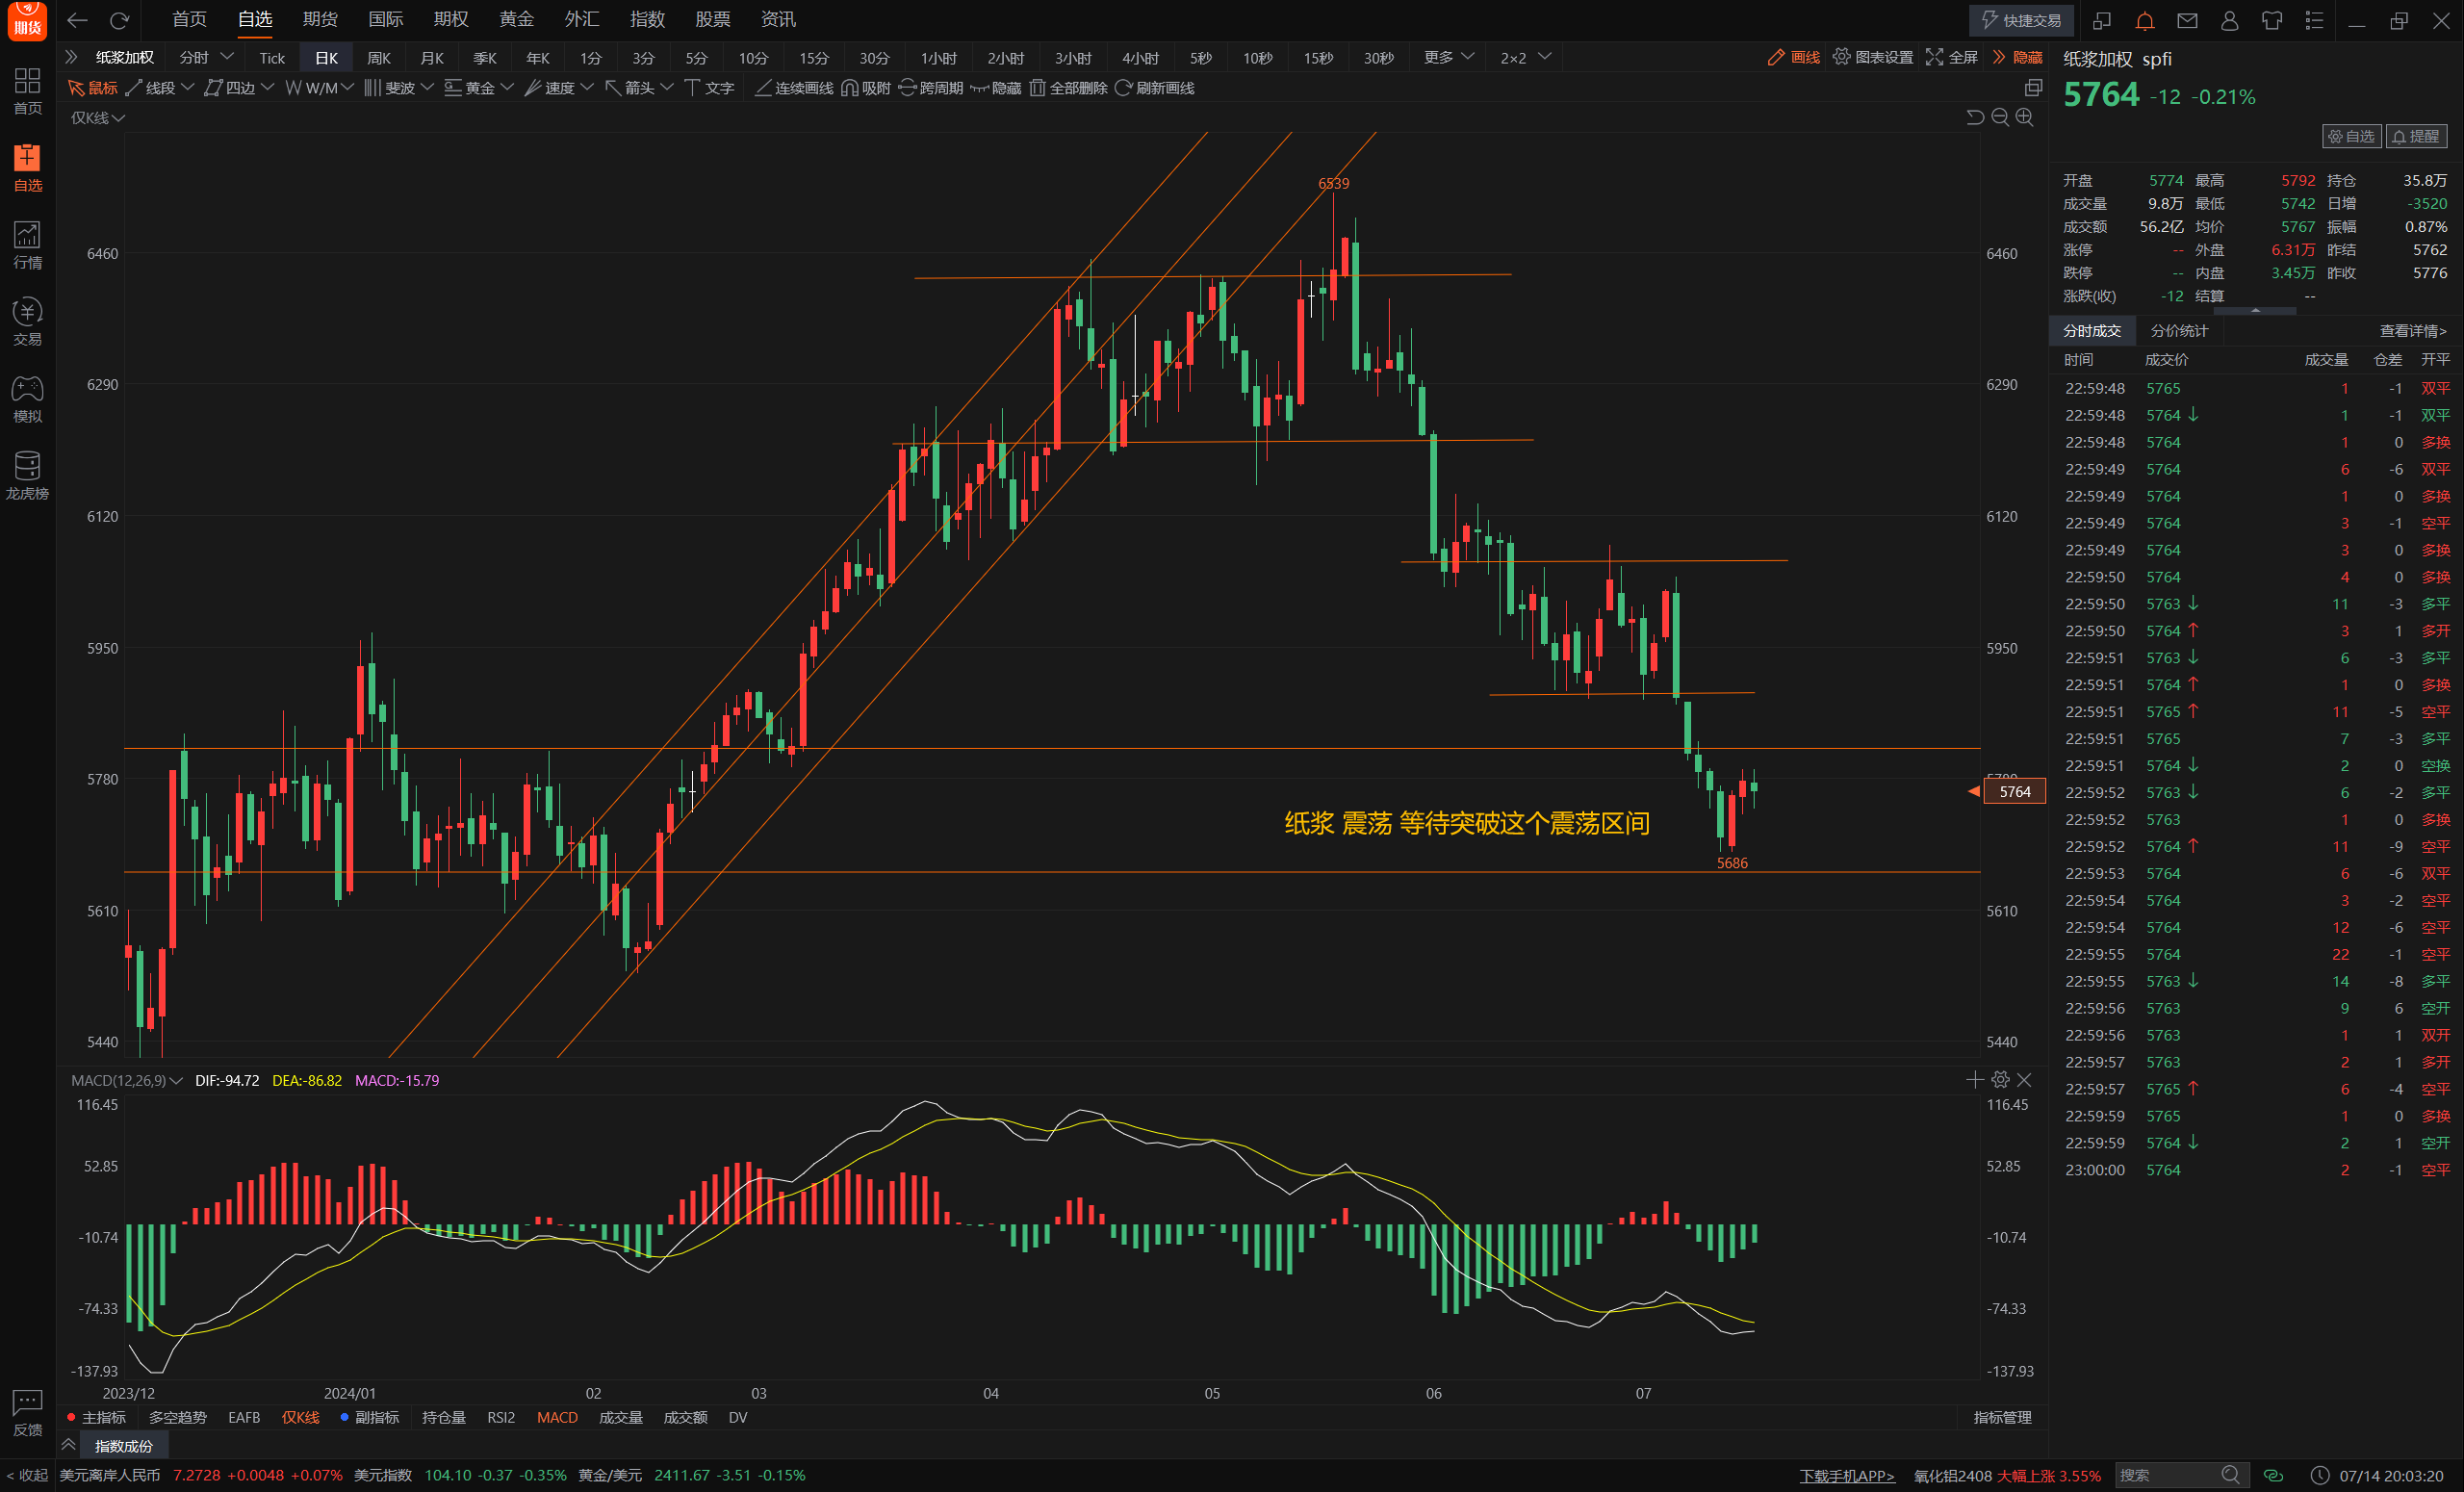 期货 首页 自选 期货 国际 期权 黄金 外汇 指数 股票 资讯 快捷交易
纸浆加权 分时 Tick 日K 周K 月K 季K 年K 1分 3分 5分 10分 15分 30分 1小时 2小时 3小时 4小时 5秒 10秒 15秒 30秒 更多 2×2 画线 图表设置 全屏 隐藏
鼠标 线段 四边 W/M 斐波 黄金 速度 箭头 文字 连续画线 吸附 跨周期 隐藏 全部删除 刷新画线
仅K线
首页
自选
行情
交易
模拟
龙虎榜
反馈
6539
6460 6460
6290 6290
6120 6120
5950 5950
5780 5780
5764
纸浆 震荡 等待突破这个震荡区间
5686
5610 5610
5440 5440
MACD(12,26,9) DIF:-94.72 DEA:-86.82 MACD:-15.79
116.45 116.45
52.85 52.85
-10.74 -10.74
-74.33 -74.33
-137.93 -137.93
2023/12 2024/01 02 03 04 05 06 07
主指标 多空趋势 EAFB 仅K线 副指标 持仓量 RSI2 MACD 成交量 成交额 DV 指标管理
指数成份
纸浆加权 spfi
5764 -12 -0.21%
自选 提醒
开盘 5774 最高 5792 持仓 35.8万
成交量 9.8万 最低 5742 日增 -3520
成交额 56.2亿 均价 5767 振幅 0.87%
涨停 -- 外盘 6.31万 昨结 5762
跌停 -- 内盘 3.45万 昨收 5776
涨跌(收) -12 结算 --
分时成交 分价统计 查看详情>
时间 成交价 成交量 仓差 开平
22:59:48 5765 1 -1 双平
22:59:48 5764↓ 1 -1 双平
22:59:48 5764 1 0 多换
22:59:49 5764 6 -6 双平
22:59:49 5764 1 0 多换
22:59:49 5764 3 -1 空平
22:59:49 5764 3 0 多换
22:59:50 5764 4 0 多换
22:59:50 5763↓ 11 -3 多平
22:59:50 5764↑ 3 1 多开
22:59:51 5763↓ 6 -3 多平
22:59:51 5764↑ 1 0 多换
22:59:51 5765↑ 11 -5 空平
22:59:51 5765 7 -3 多平
22:59:51 5764↓ 2 0 空换
22:59:52 5763↓ 6 -2 多平
22:59:52 5763 1 0 多换
22:59:52 5764↑ 11 -9 空平
22:59:53 5764 6 -6 双平
22:59:54 5764 3 -2 空平
22:59:54 5764 12 -6 空平
22:59:55 5764 22 -1 空平
22:59:55 5763↓ 14 -8 多平
22:59:56 5763 9 6 空开
22:59:56 5763 1 1 双开
22:59:57 5763 2 1 多开
22:59:57 5765↑ 6 -4 空平
22:59:59 5765 1 0 多换
22:59:59 5764↓ 2 1 空开
23:00:00 5764 2 -1 空平
< 收起 美元离岸人民币 7.2728 +0.0048 +0.07% 美元指数 104.10 -0.37 -0.35% 黄金/美元 2411.67 -3.51 -0.15% 下载手机APP> 氧化铝2408 大幅上涨 3.55% 搜索 07/14 20:03:20